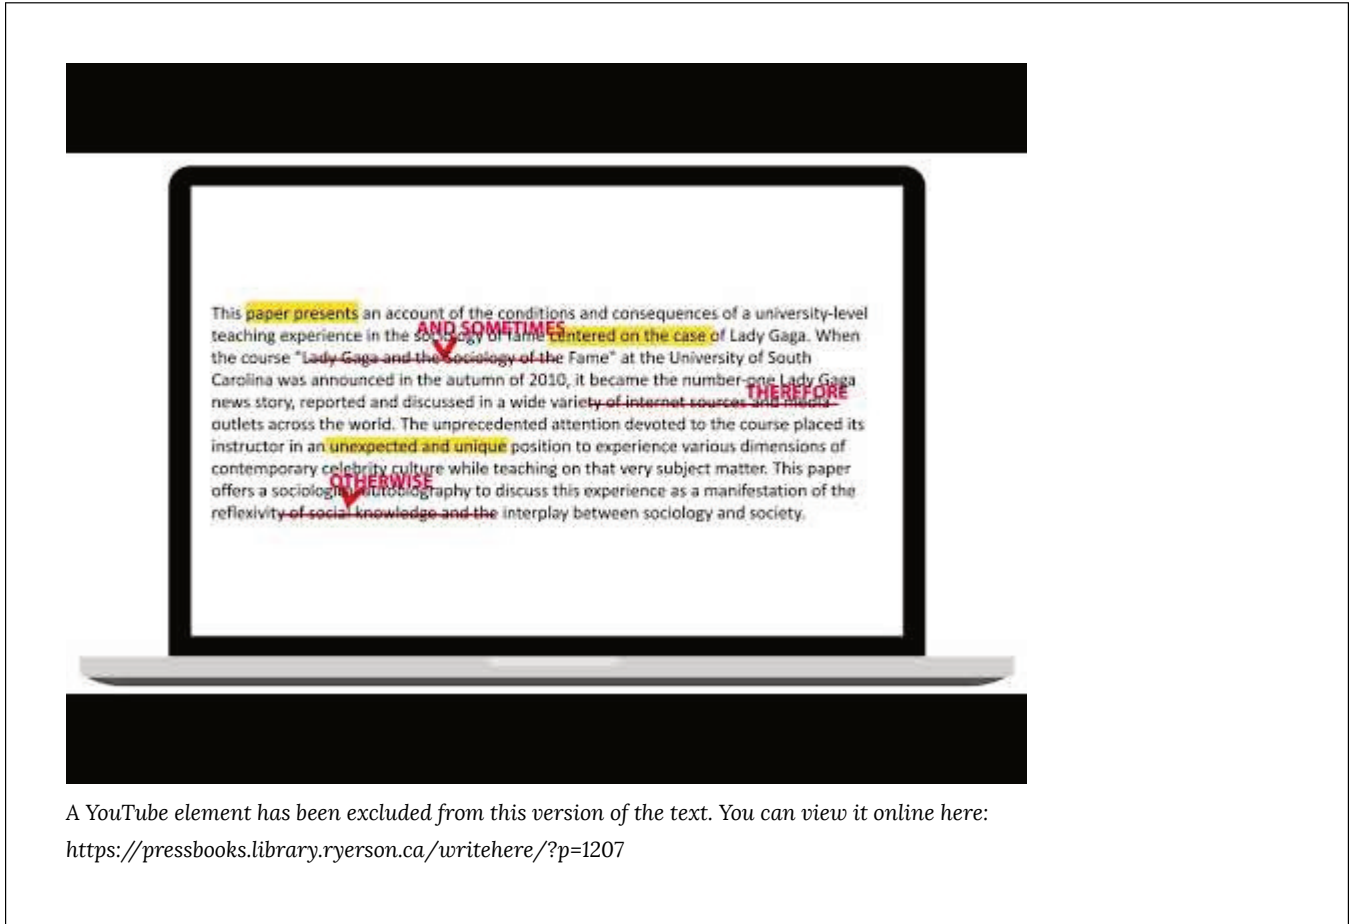 This paper presents an account of the conditions and consequences of a university-level
AND SOMETIMES
teaching experience in the sociology of fame centered on the case of Lady Gaga. When
the course "Lady Gaga and the Sociology of the Fame" at the University of South
Carolina was announced in the autumn of 2010, it became the number-one Lady Gaga
THEREFORE
news story, reported and discussed in a wide variety of internet sources and media
outlets across the world. The unprecedented attention devoted to the course placed its
instructor in an unexpected and unique position to experience various dimensions of
contemporary celebrity culture while teaching on that very subject matter. This paper
OTHERWISE
offers a sociological autobiography to discuss this experience as a manifestation of the
reflexivity of social knowledge and the interplay between sociology and society.
A YouTube element has been excluded from this version of the text. You can view it online here:
https://pressbooks.library.ryerson.ca/writehere/?p=1207